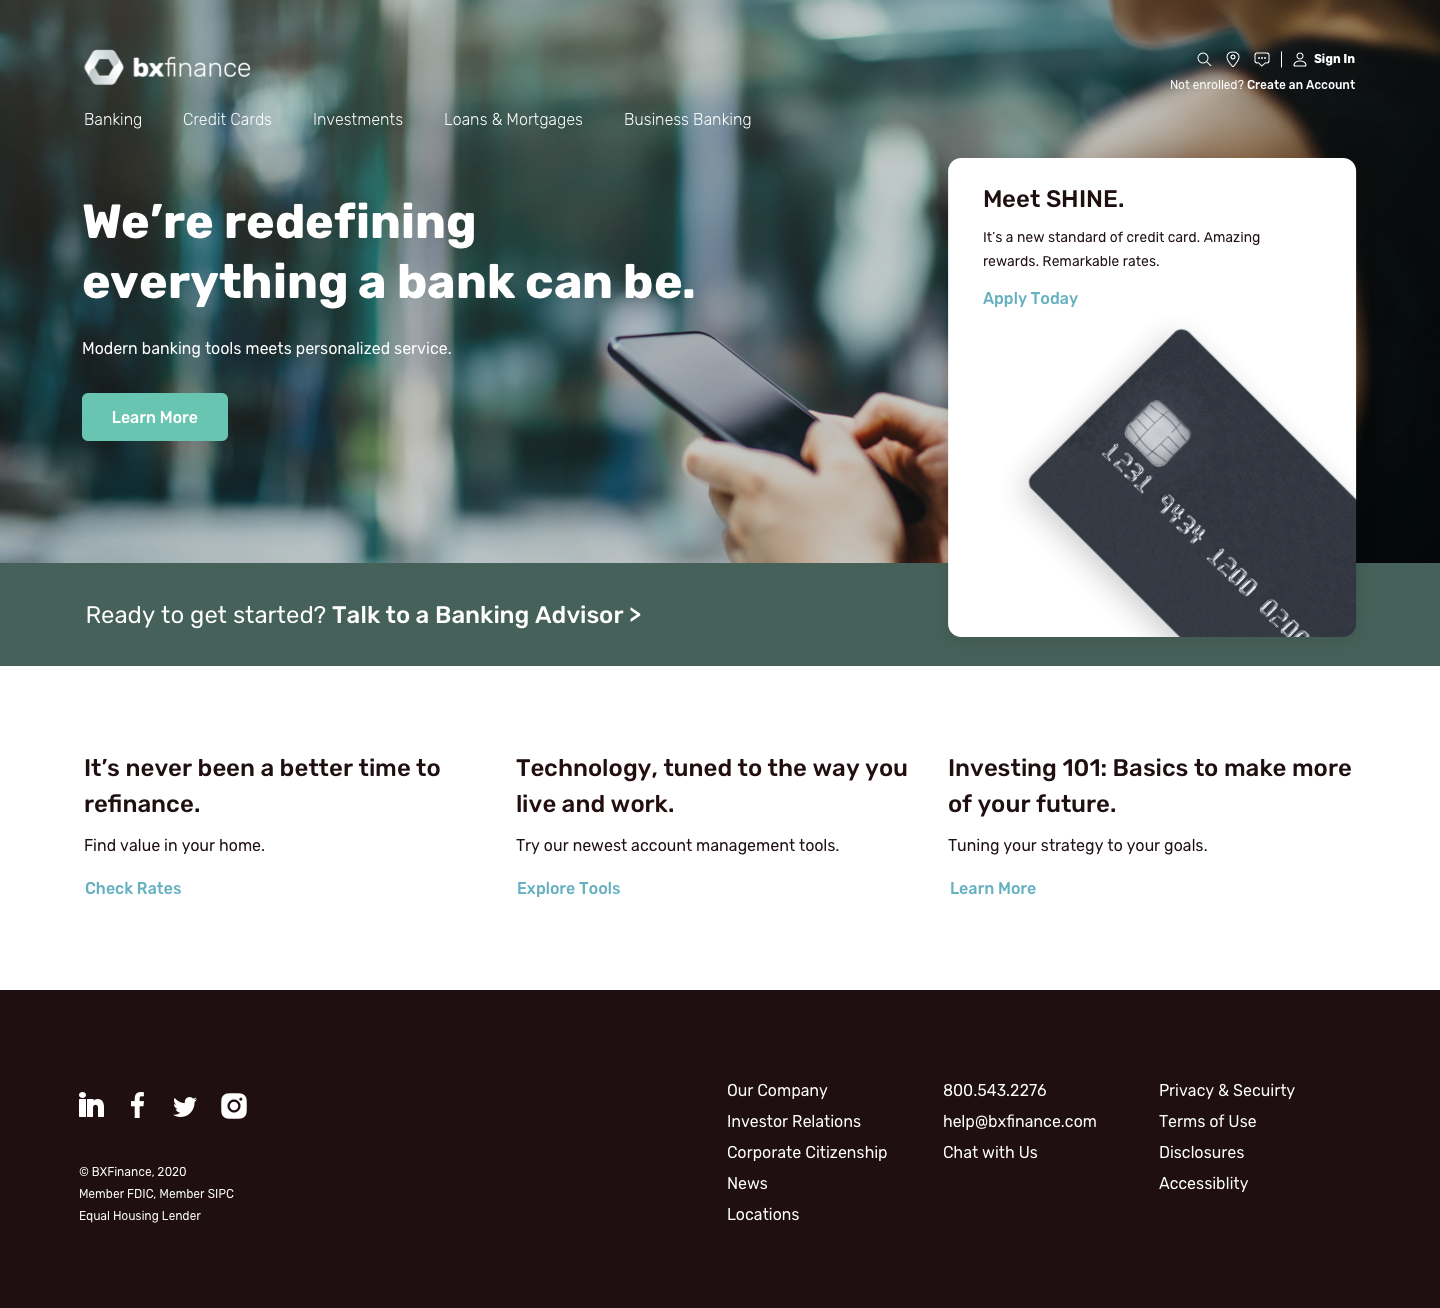 bxfinance
Sign In
Not enrolled? Create an Account
Banking
Credit Cards
Investments
Loans & Mortgages
Business Banking
We’re redefining
everything a bank can be.
Modern banking tools meets personalized service.
Learn More
Meet SHINE.
It’s a new standard of credit card. Amazing
rewards. Remarkable rates.
Apply Today
1231 9434 1200 0200
Ready to get started? Talk to a Banking Advisor >
It’s never been a better time to
refinance.
Find value in your home.
Check Rates
Technology, tuned to the way you
live and work.
Try our newest account management tools.
Explore Tools
Investing 101: Basics to make more
of your future.
Tuning your strategy to your goals.
Learn More
in
© BXFinance, 2020
Member FDIC, Member SIPC
Equal Housing Lender
Our Company
Investor Relations
Corporate Citizenship
News
Locations
800.543.2276
help@bxfinance.com
Chat with Us
Privacy & Secuirty
Terms of Use
Disclosures
Accessiblity